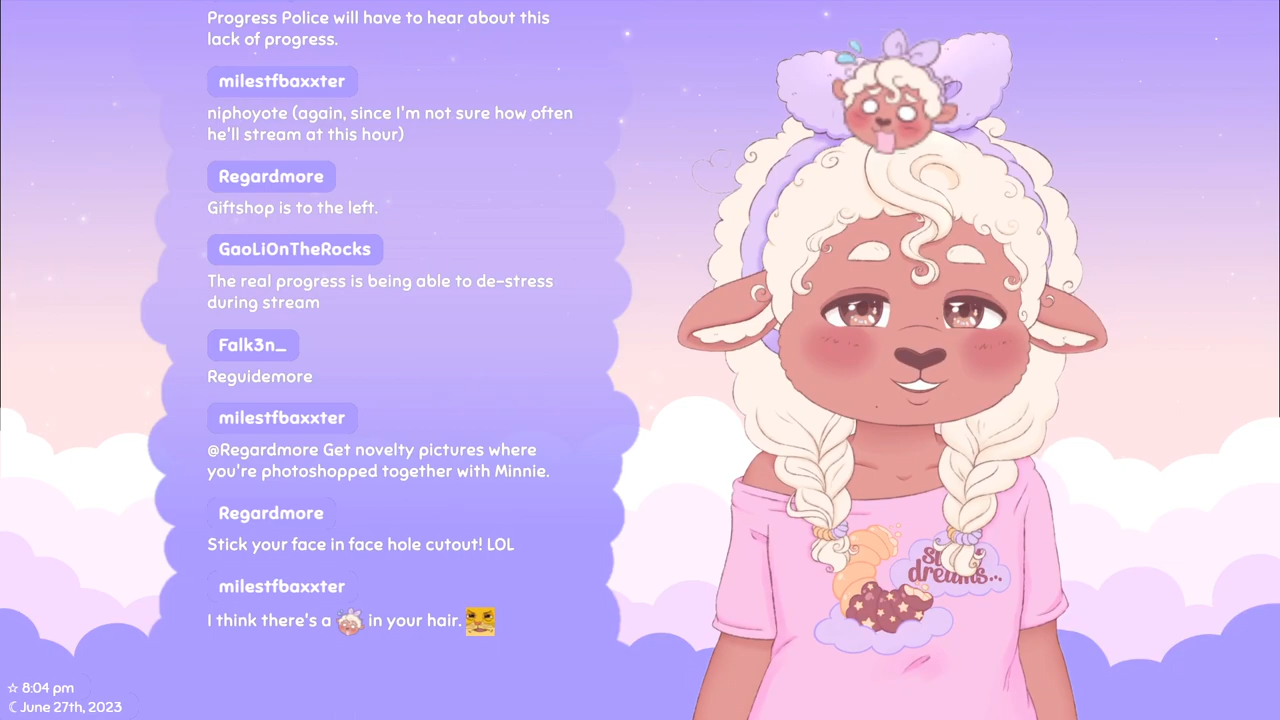 Progress Police will have to hear about this
lack of progress.
milestfbaxxter
niphoyote (again, since I'm not sure how often
he'll stream at this hour)
Regardmore
Giftshop is to the left.
GaoLiOnTheRocks
The real progress is being able to de-stress
during stream
Falk3n_
Reguidemore
milestfbaxxter
@Regardmore Get novelty pictures where
you're photoshopped together with Minnie.
Regardmore
Stick your face in face hole cutout! LOL
milestfbaxxter
I think there's a in your hair.
dreams...
☆ 8:04 pm
☾ June 27th, 2023